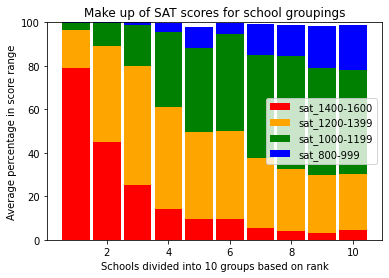 Make up of SAT scores for school groupings
Average percentage in score range
100
80
60
40
20
0
sat_1400-1600
sat_1200-1399
sat_1000-1199
sat_800-999
2 4 6 8 10
Schools divided into 10 groups based on rank